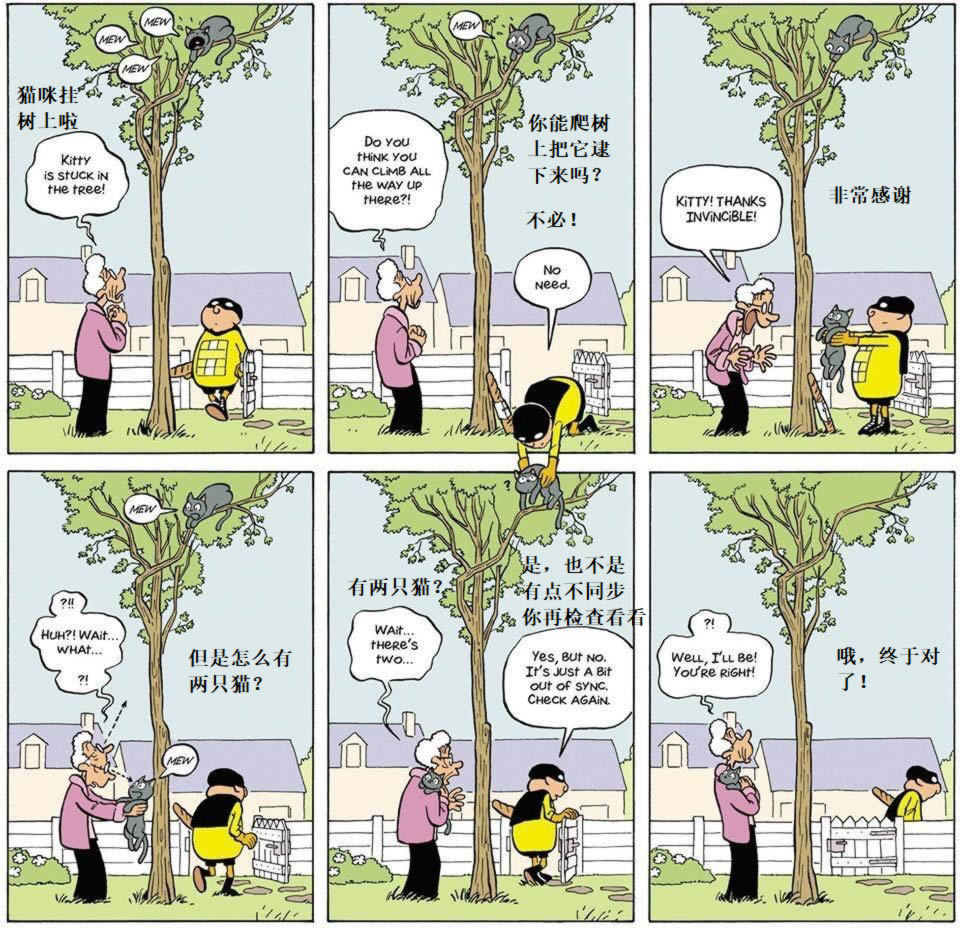 MEW
MEW
MEW
猫咪挂
树上啦
Kitty
is stuck in
the tree!
MEW
Do you
think you
can climb all
the way up
there?!
你能爬树
上把它逮
下来吗？
不必！
No
need.
Kitty! Thanks
Invincible!
非常感谢
MEW
?!!
Huh?! Wait...
What...
?!
但是怎么有
两只猫？
MEW
?
有两只猫？
Wait...
there's
two...
是，也不是
有点不同步
你再检查看看
Yes, but no.
It's just a bit
out of sync.
Check again.
?!
Well, I'll be!
You're right!
哦，终于对
了！